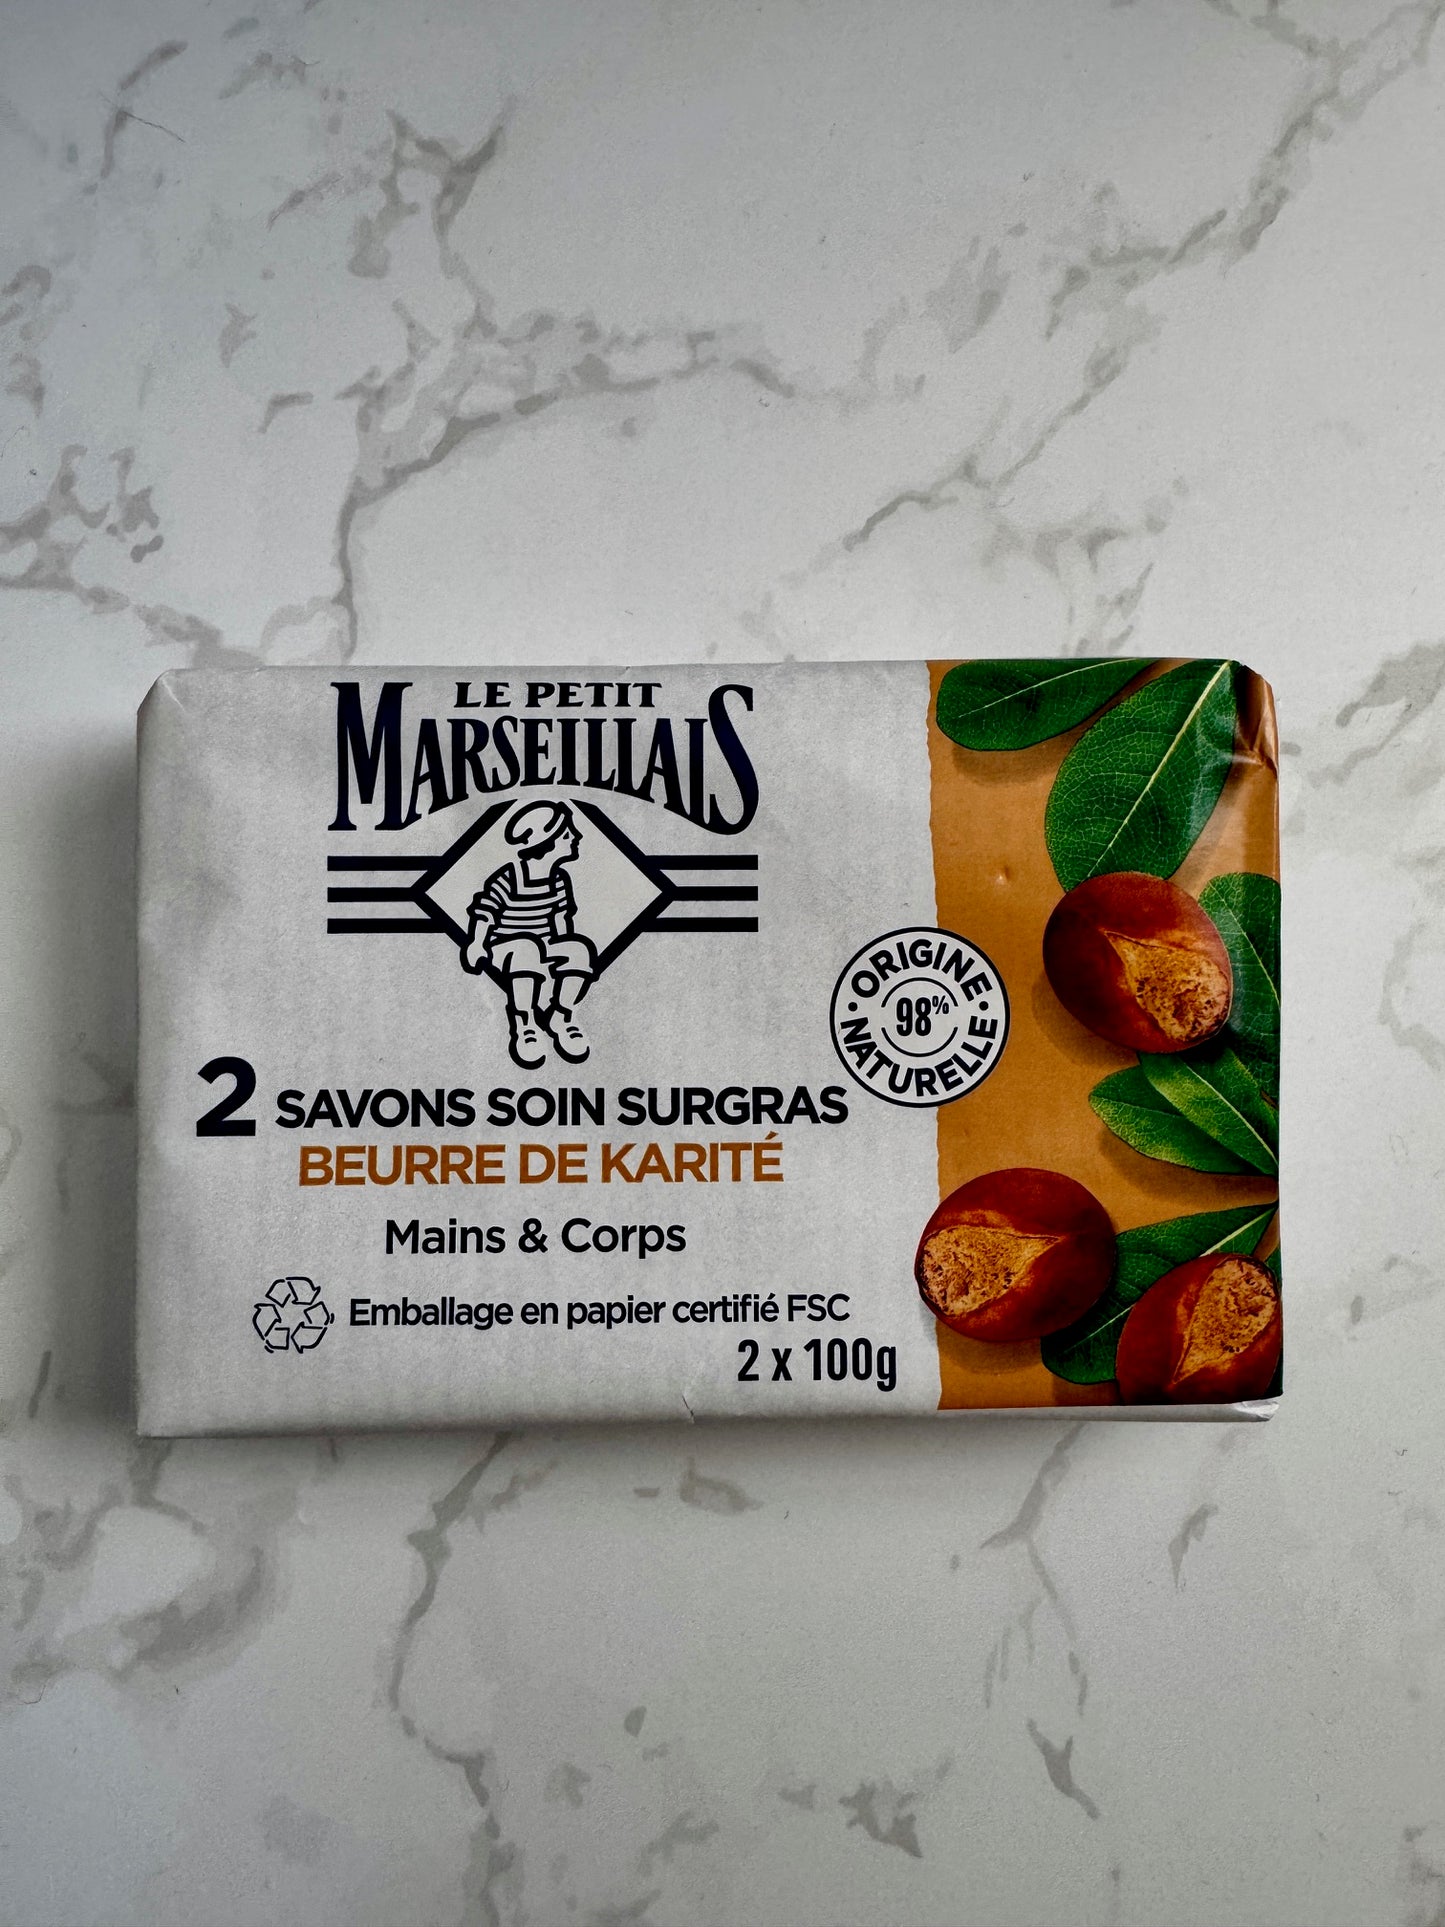 LE PETIT
MARSEILLAIS
ORIGINE
98%
NATURELLE
2 SAVONS SOIN SURGRAS
BEURRE DE KARITÉ
Mains & Corps
Emballage en papier certifié FSC
2 x 100g